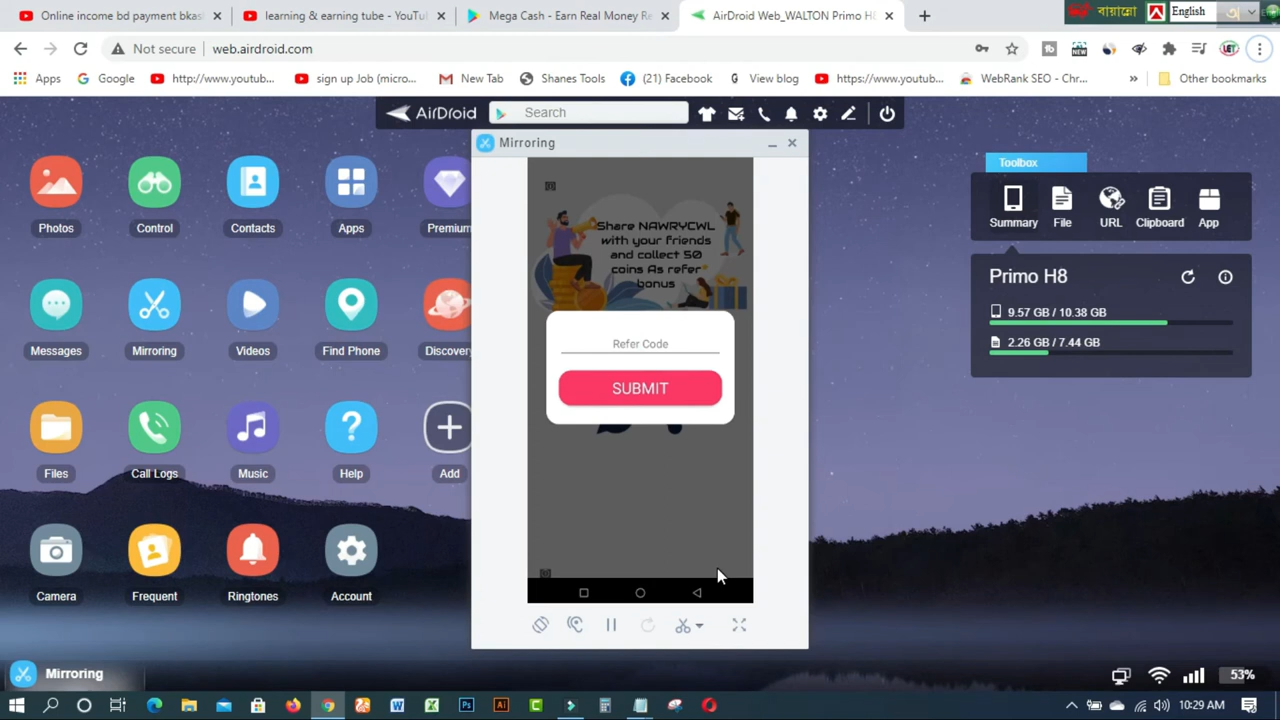 Online income bd payment bkas
learning & earning tech - YouT
Mega Cash - Earn Real Money R
AirDroid Web_WALTON Primo H8
বায়ান্নো
English
Not secure
web.airdroid.com
NEW
LET
Apps
Google
http://www.youtub...
sign up Job (micro...
New Tab
Shanes Tools
(21) Facebook
View blog
https://www.youtub...
WebRank SEO - Chr...
»
Other bookmarks
AirDroid
Search
Mirroring
Photos
Control
Contacts
Apps
Premium
Messages
Mirroring
Videos
Find Phone
Discovery
Files
Call Logs
Music
Help
Add
Camera
Frequent
Ringtones
Account
Share NAWRYCWL
with your friends
and collect 50
coins As refer
bonus
Refer Code
SUBMIT
Toolbox
Summary
File
URL
Clipboard
App
Primo H8
9.57 GB / 10.38 GB
2.26 GB / 7.44 GB
Mirroring
53%
10:29 AM